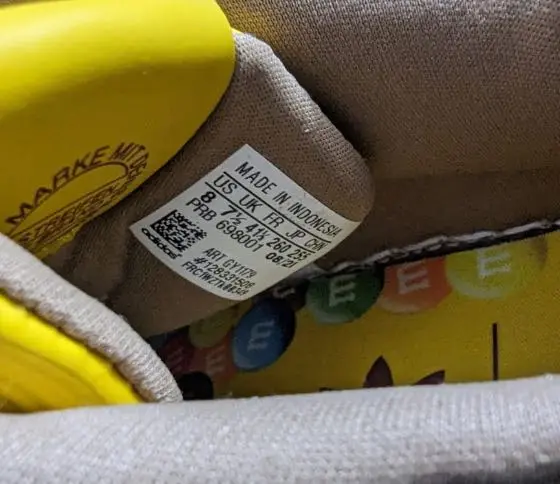 MARKE MIT DE
MADE IN INDONESIA
US UK FR JP CHN
8 7½ 41⅓ 260 255
PRB 698001 08/21
adidas
ART GY1179
m
m
m
m